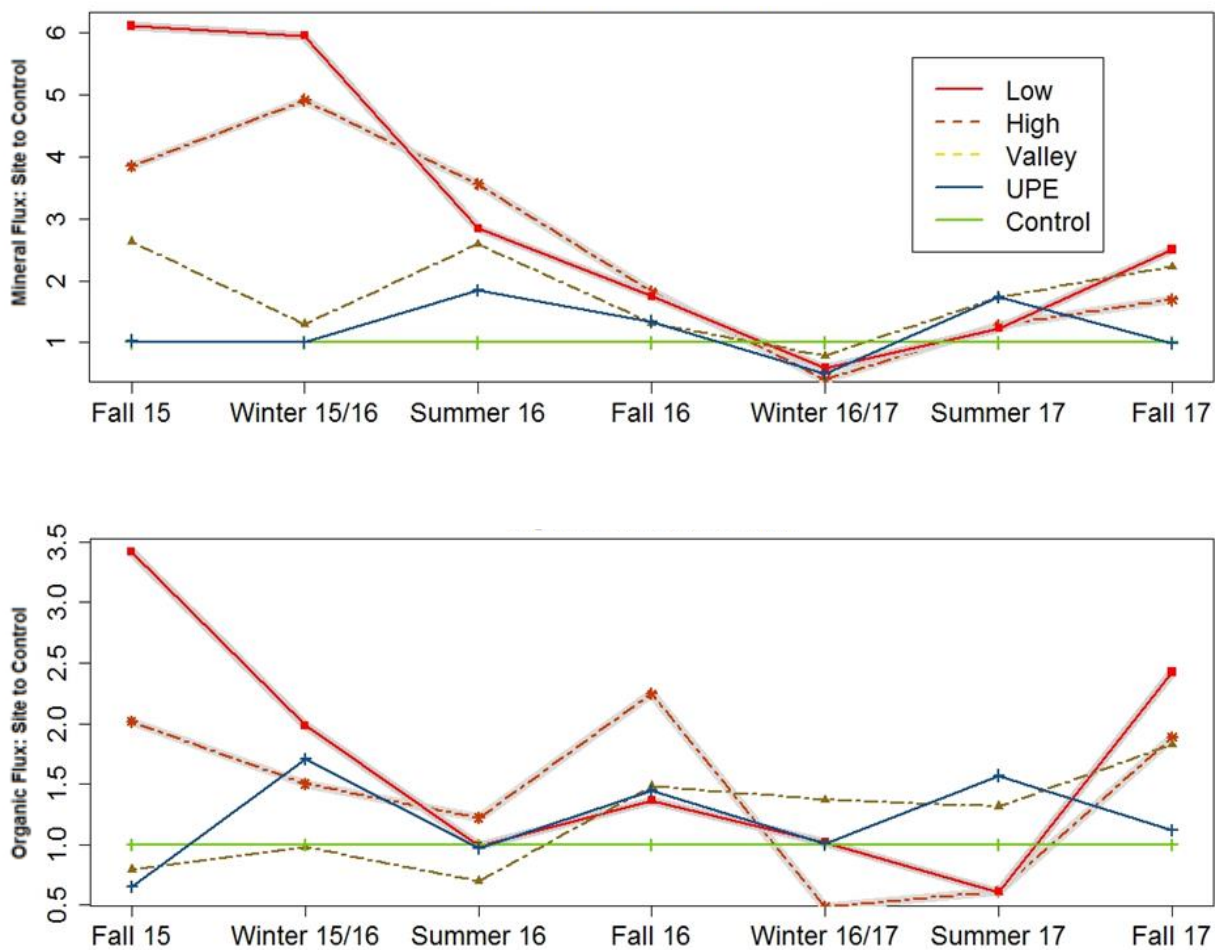 Mineral Flux: Site to Control
6
5
4
3
2
1
Low
High
Valley
UPE
Control
Fall 15 Winter 15/16 Summer 16 Fall 16 Winter 16/17 Summer 17 Fall 17
Organic Flux: Site to Control
3.5
3.0
2.5
2.0
1.5
1.0
0.5
Fall 15 Winter 15/16 Summer 16 Fall 16 Winter 16/17 Summer 17 Fall 17